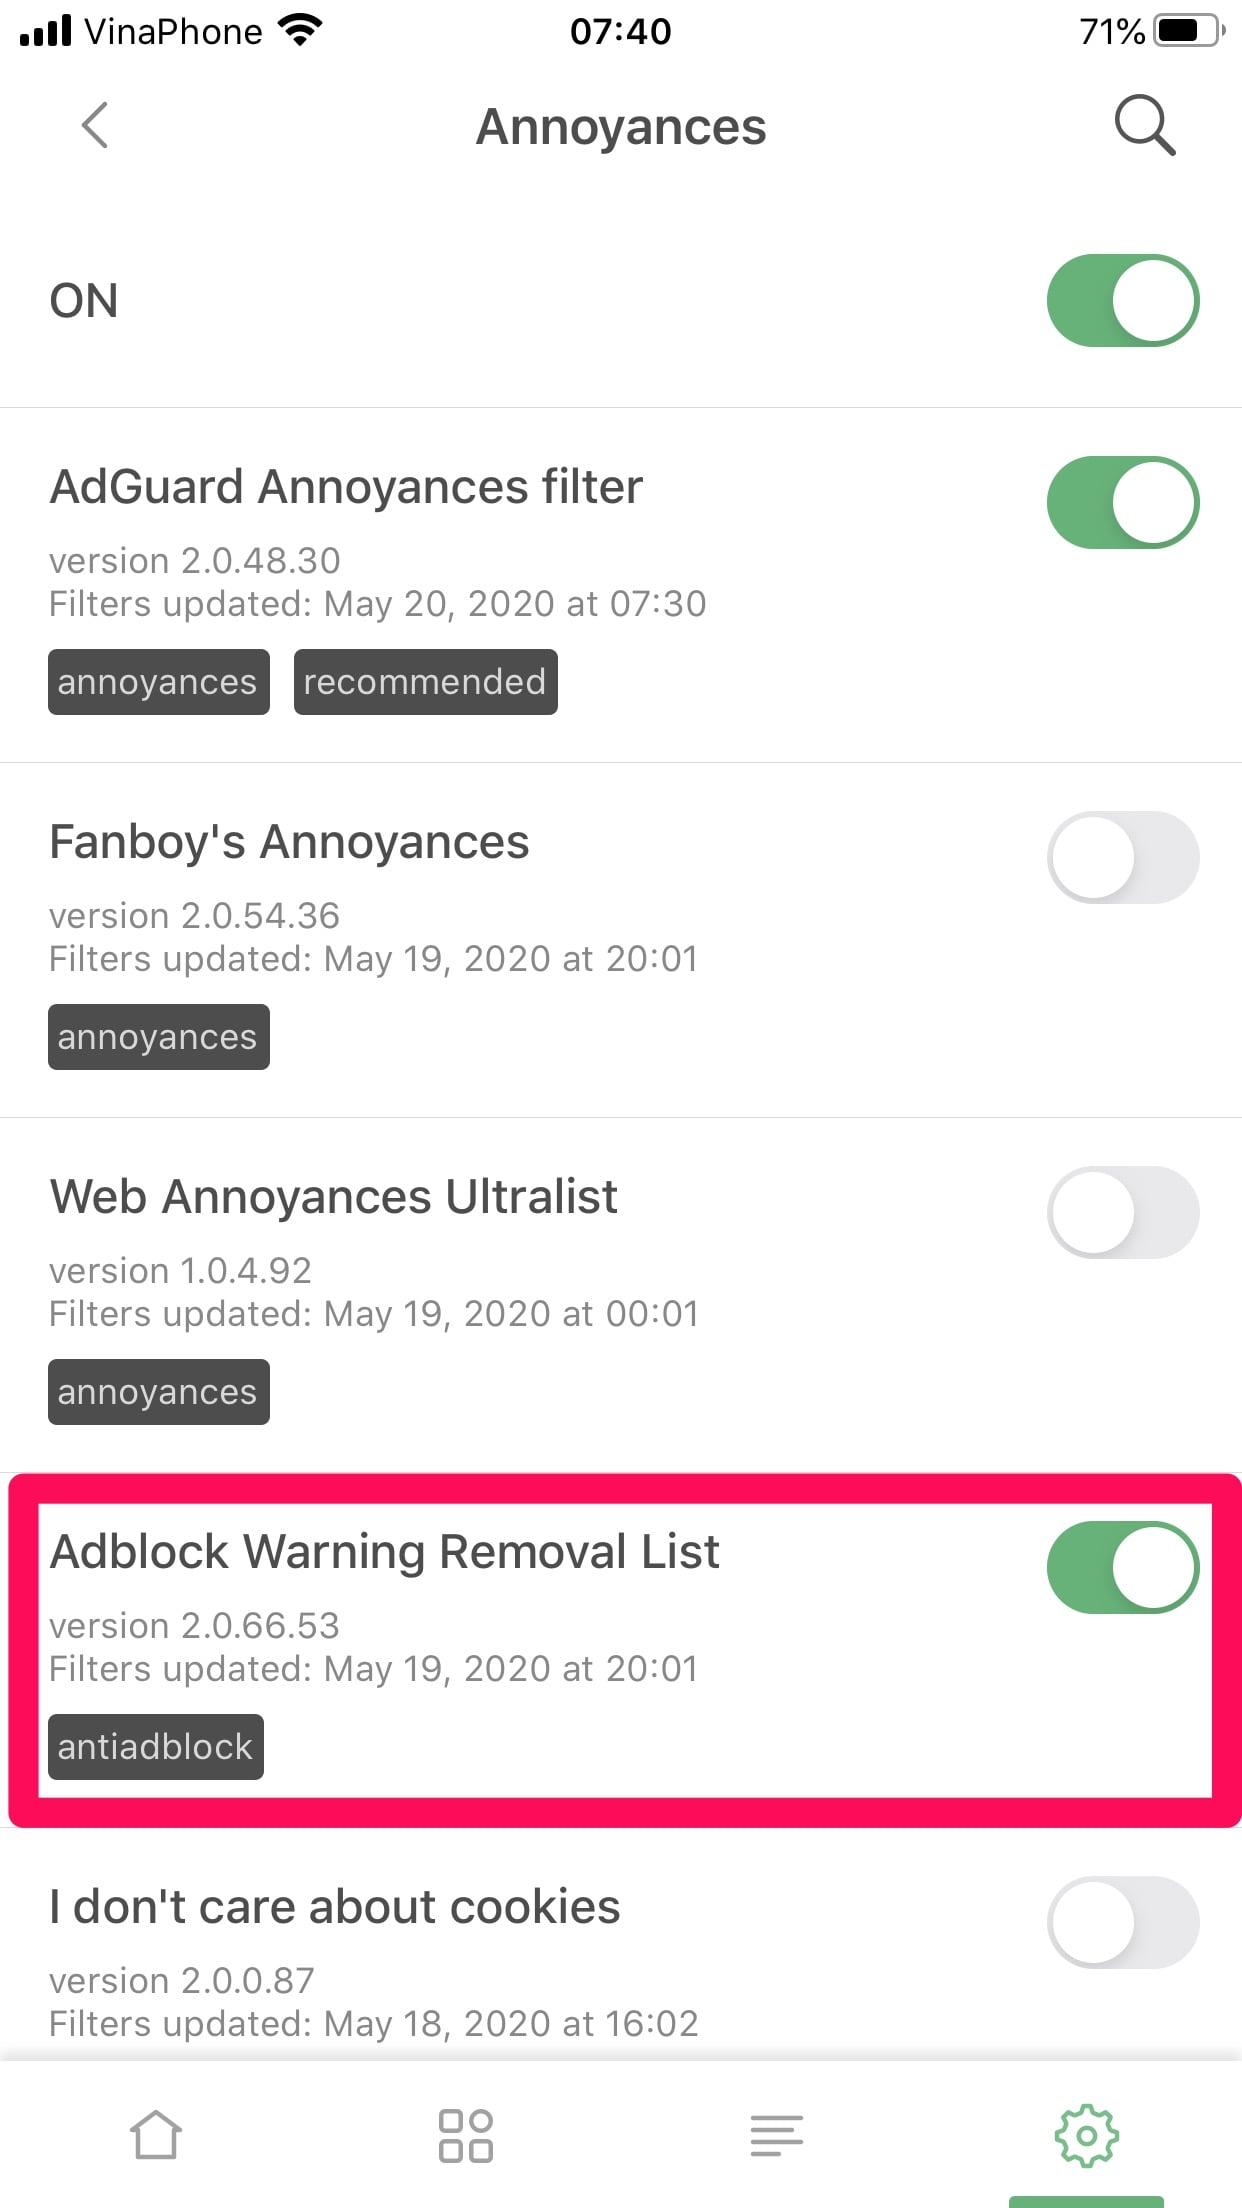 VinaPhone 07:40 71%
Annoyances
ON
AdGuard Annoyances filter
version 2.0.48.30
Filters updated: May 20, 2020 at 07:30
annoyances recommended
Fanboy's Annoyances
version 2.0.54.36
Filters updated: May 19, 2020 at 20:01
annoyances
Web Annoyances Ultralist
version 1.0.4.92
Filters updated: May 19, 2020 at 00:01
annoyances
Adblock Warning Removal List
version 2.0.66.53
Filters updated: May 19, 2020 at 20:01
antiadblock
I don't care about cookies
version 2.0.0.87
Filters updated: May 18, 2020 at 16:02